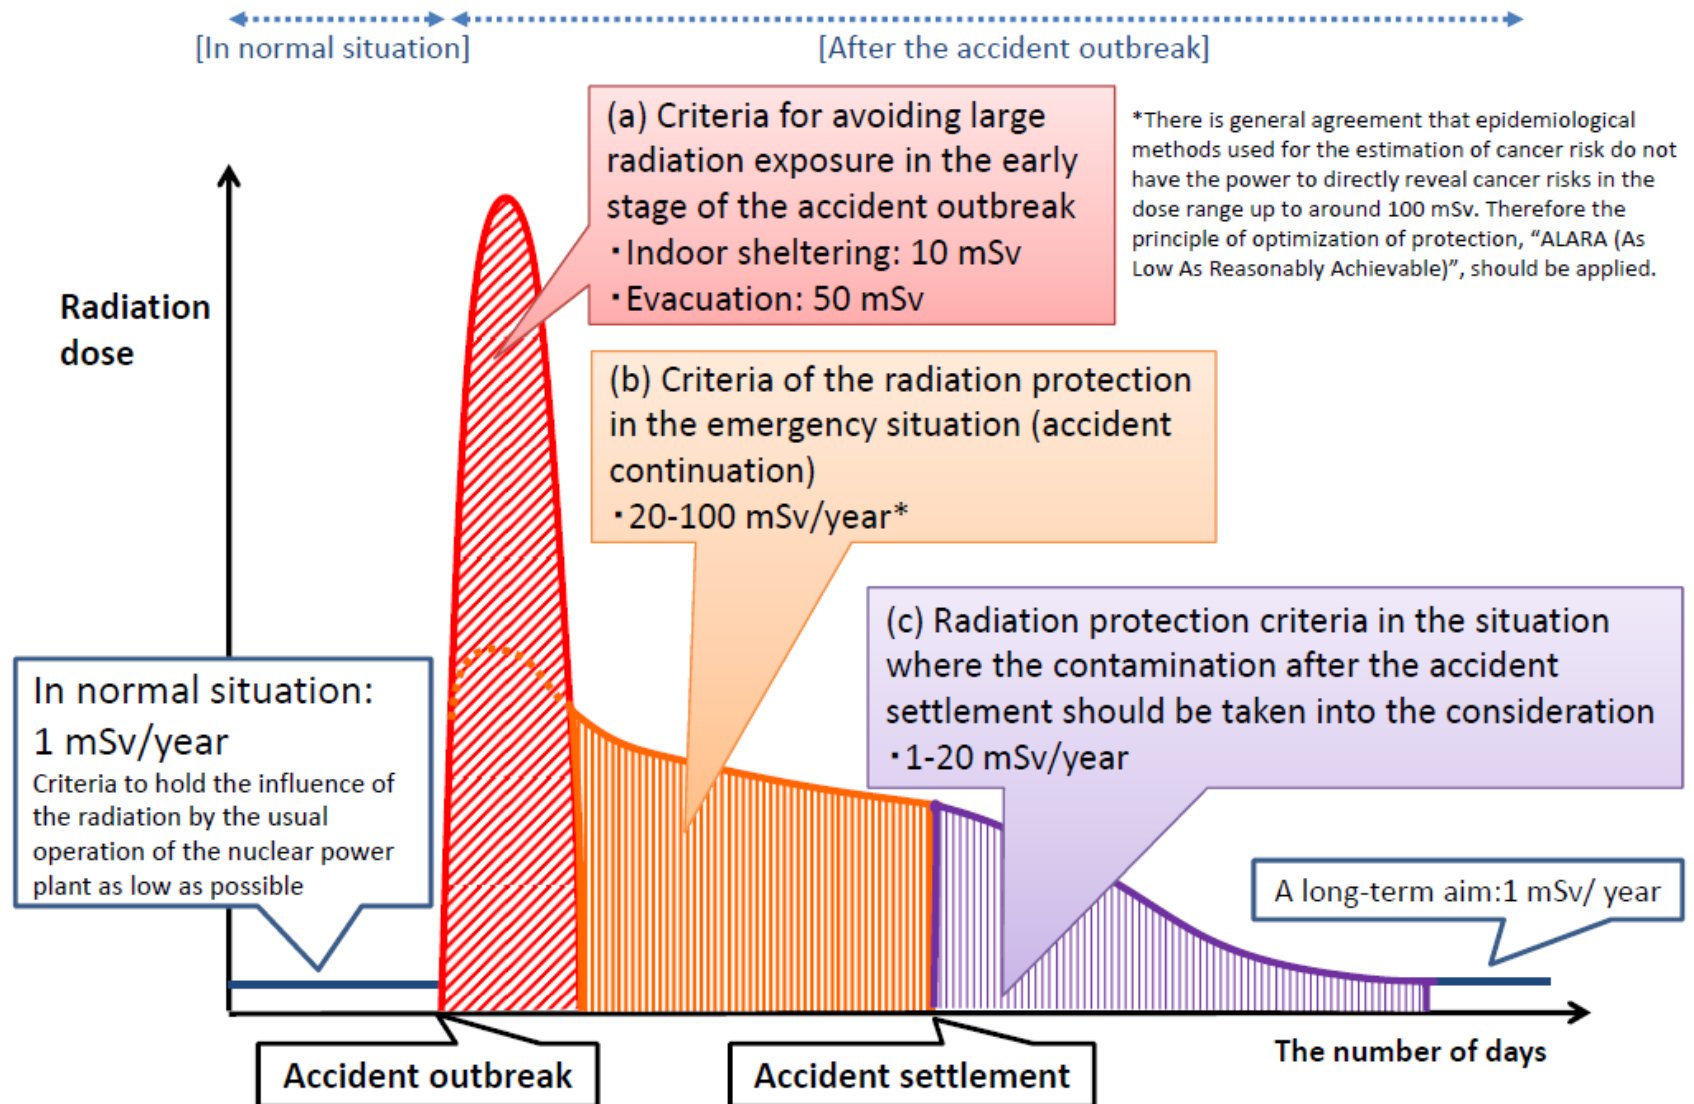 [In normal situation]
[After the accident outbreak]
(a) Criteria for avoiding large
radiation exposure in the early
stage of the accident outbreak
・Indoor sheltering: 10 mSv
・Evacuation: 50 mSv
*There is general agreement that epidemiological
methods used for the estimation of cancer risk do not
have the power to directly reveal cancer risks in the
dose range up to around 100 mSv. Therefore the
principle of optimization of protection, “ALARA (As
Low As Reasonably Achievable)”, should be applied.
Radiation
dose
(b) Criteria of the radiation protection
in the emergency situation (accident
continuation)
・20-100 mSv/year*
(c) Radiation protection criteria in the situation
where the contamination after the accident
settlement should be taken into the consideration
・1-20 mSv/year
In normal situation:
1 mSv/year
Criteria to hold the influence of
the radiation by the usual
operation of the nuclear power
plant as low as possible
A long-term aim:1 mSv/ year
The number of days
Accident outbreak
Accident settlement